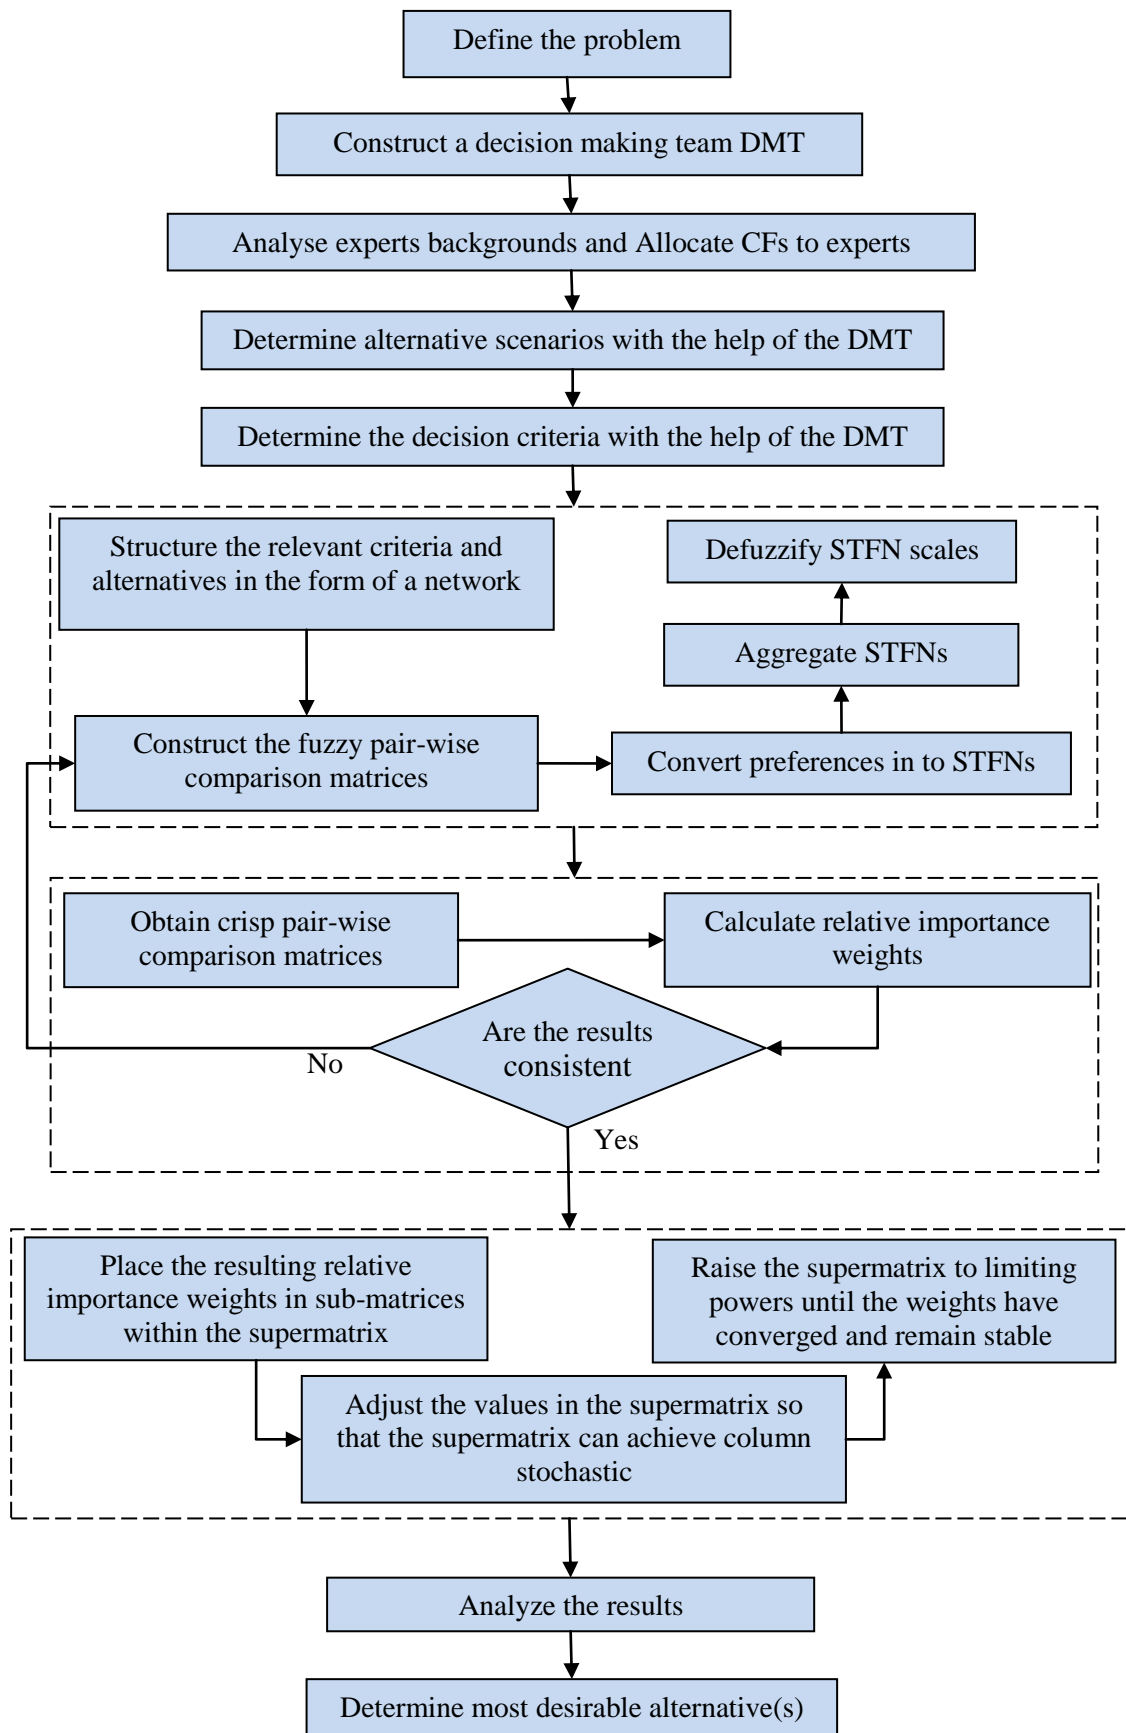 Define the problem
Construct a decision making team DMT
Analyse experts backgrounds and Allocate CFs to experts
Determine alternative scenarios with the help of the DMT
Determine the decision criteria with the help of the DMT
Structure the relevant criteria and
alternatives in the form of a network
Defuzzify STFN scales
Aggregate STFNs
Construct the fuzzy pair-wise
comparison matrices
Convert preferences in to STFNs
Obtain crisp pair-wise
comparison matrices
Calculate relative importance
weights
Are the results
consistent
No
Yes
Place the resulting relative
importance weights in sub-matrices
within the supermatrix
Raise the supermatrix to limiting
powers until the weights have
converged and remain stable
Adjust the values in the supermatrix so
that the supermatrix can achieve column
stochastic
Analyze the results
Determine most desirable alternative(s)